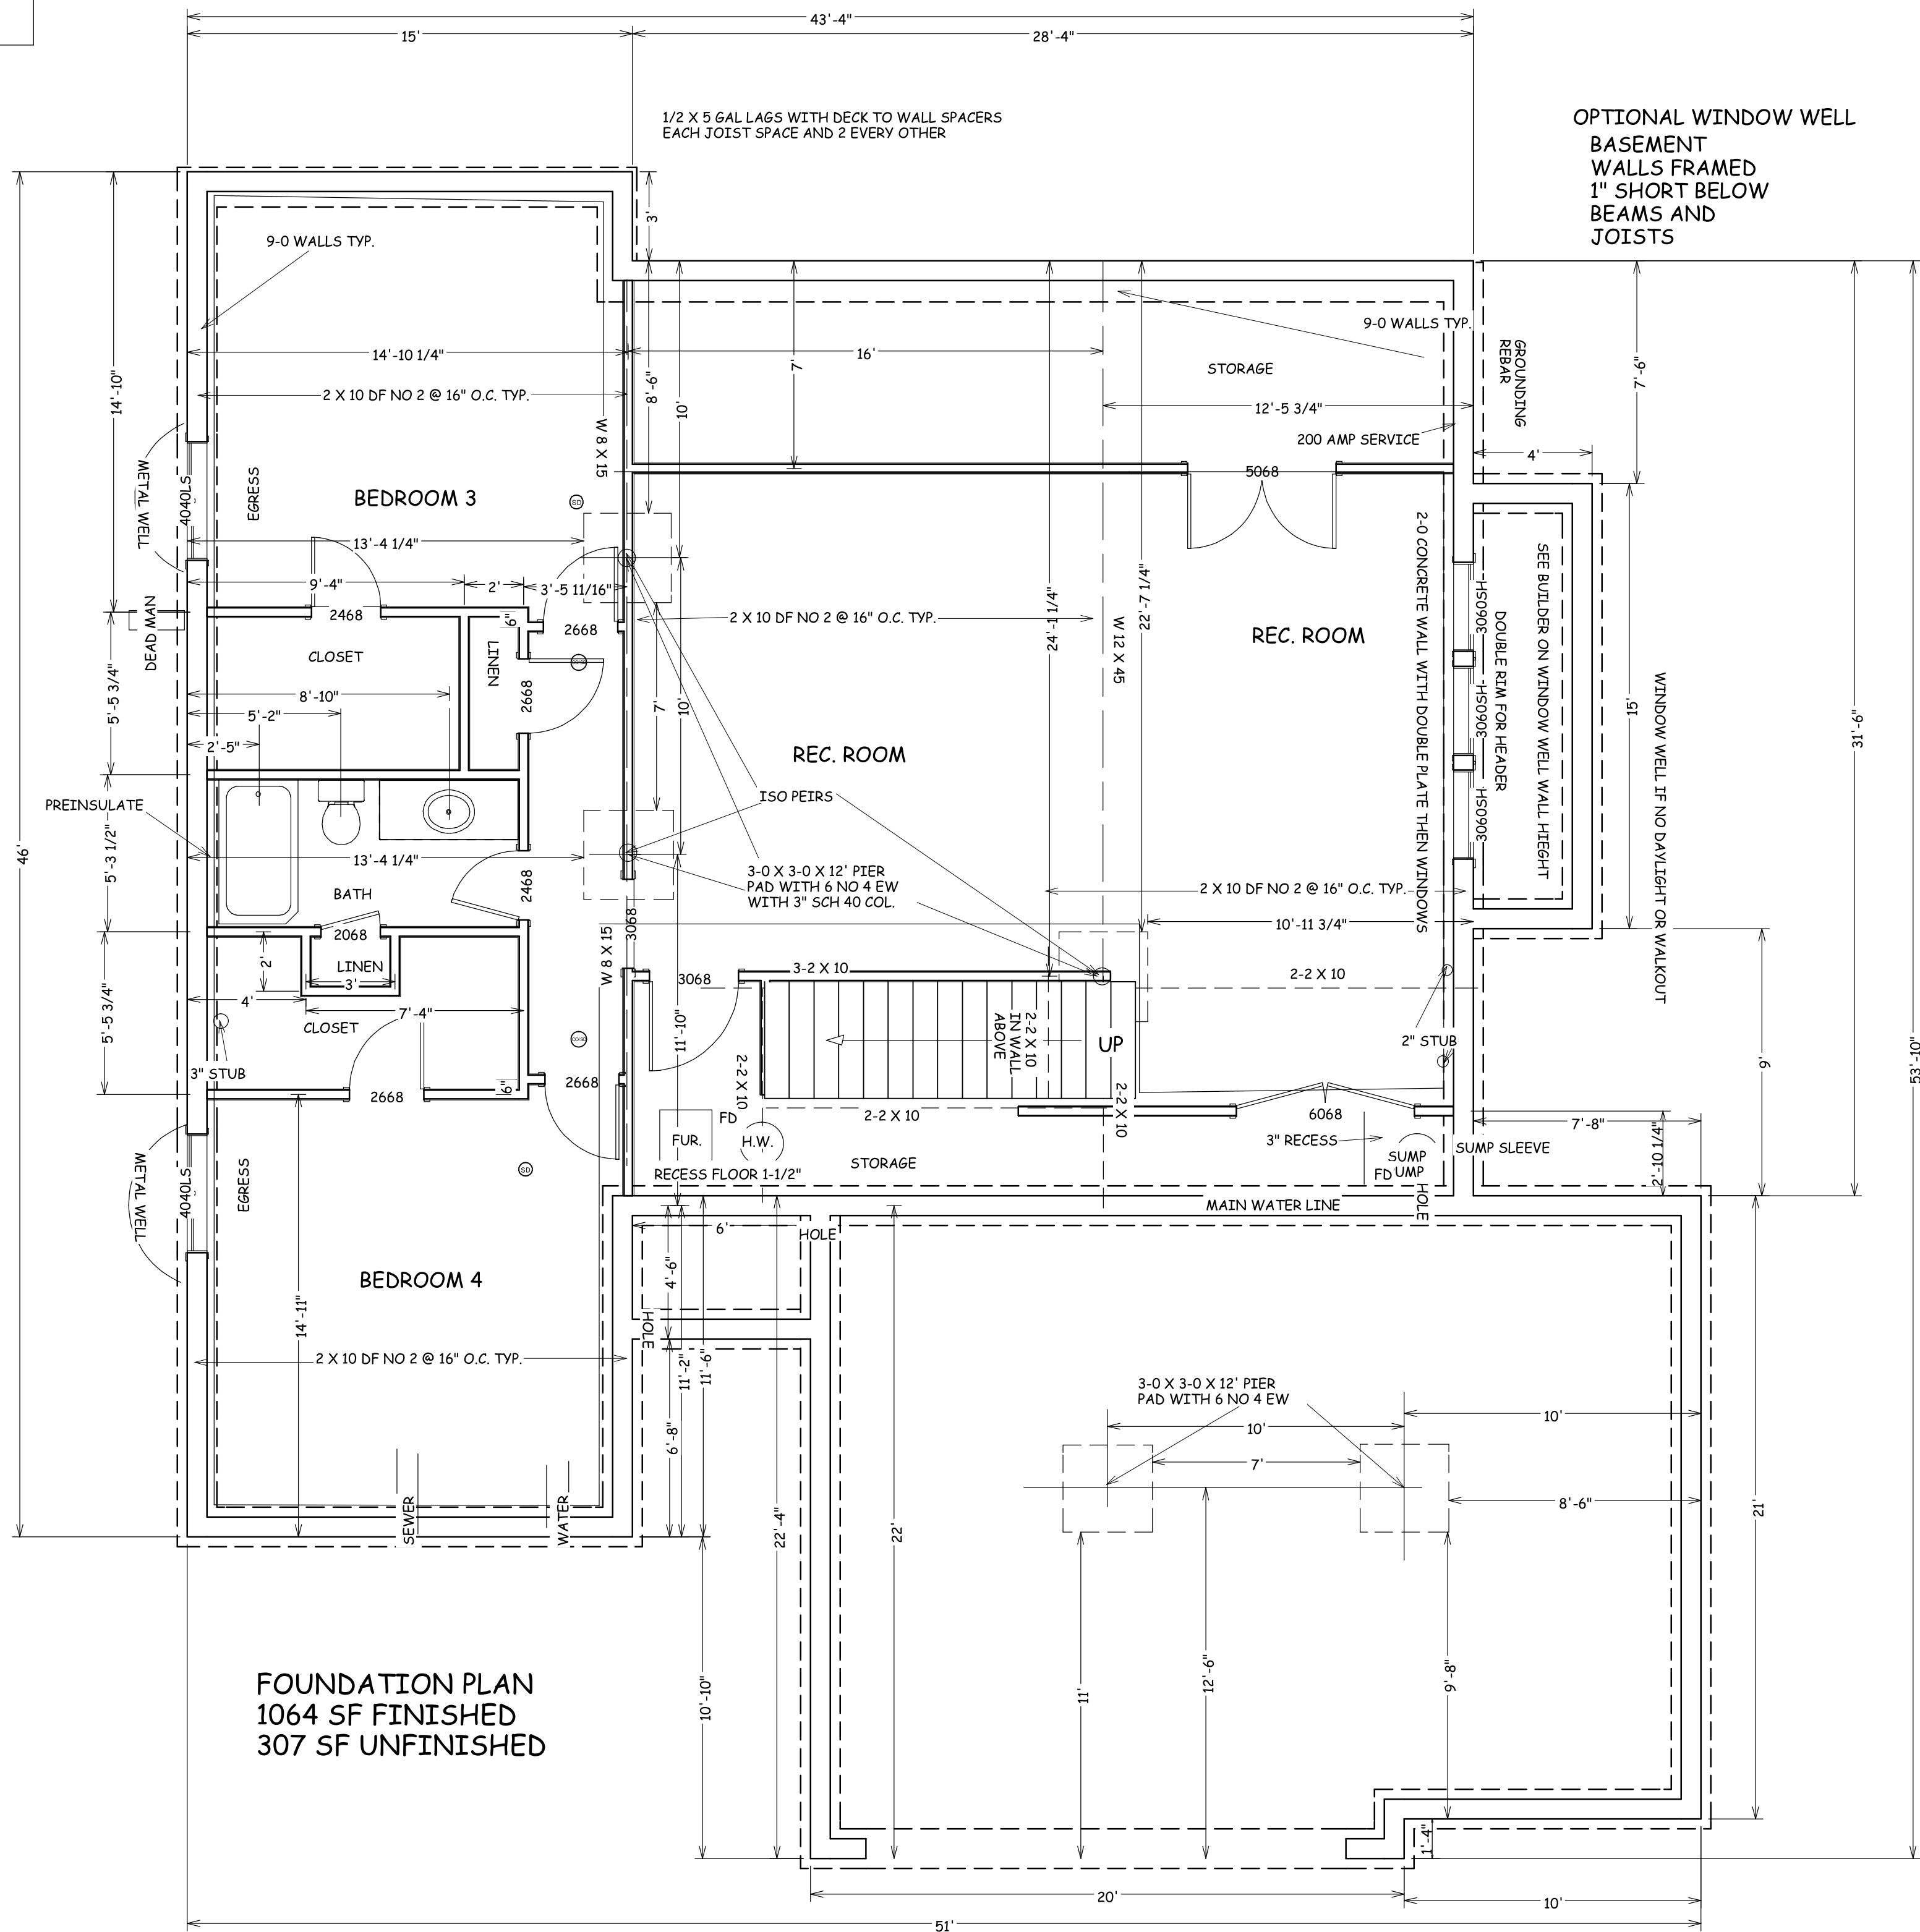 43'-4"
15'
28'-4"
1/2 X 5 GAL LAGS WITH DECK TO WALL SPACERS
EACH JOIST SPACE AND 2 EVERY OTHER
OPTIONAL WINDOW WELL
BASEMENT
WALLS FRAMED
1" SHORT BELOW
BEAMS AND
JOISTS
3'
9-0 WALLS TYP.
9-0 WALLS TYP.
14'-10 1/4"
16'
7'
STORAGE
GROUNDING
REBAR
7'-6"
14'-10"
2 X 10 DF NO 2 @ 16" O.C. TYP.
8'-6"
10'
12'-5 3/4"
W 8 X 15
200 AMP SERVICE
4'
5068
METAL WELL
4040LS
EGRESS
BEDROOM 3
SD
13'-4 1/4"
9'-4"
2'
3'-5 11/16"
2468
6"
2668
DEAD MAN
CLOSET
LINEN
CO/SD
2668
8'-10"
5'-2"
2'-5"
5'-5 3/4"
7'
10'
2 X 10 DF NO 2 @ 16" O.C. TYP.
24'-1 1/4"
W 12 X 45
22'-7 1/4"
REC. ROOM
REC. ROOM
2-0 CONCRETE WALL WITH DOUBLE PLATE THEN WINDOWS
3060SH
3060SH
3060SH
DOUBLE RIM FOR HEADER
SEE BUILDER ON WINDOW WELL WALL HIEGHT
15'
WINDOW WELL IF NO DAYLIGHT OR WALKOUT
31'-6"
46'
PREINSULATE
ISO PEIRS
5'-3 1/2"
13'-4 1/4"
BATH
2468
3-0 X 3-0 X 12' PIER
PAD WITH 6 NO 4 EW
WITH 3" SCH 40 COL.
2 X 10 DF NO 2 @ 16" O.C. TYP.
10'-11 3/4"
3068
W 8 X 15
2068
2'
LINEN
3'
4'
7'-4"
CLOSET
5'-5 3/4"
3" STUB
CO/SD
2668
6"
2668
3068
3-2 X 10
2-2 X 10
11'-10"
2-2 X 10
2-2 X 10
IN WALL
ABOVE
UP
2-2 X 10
2" STUB
9'
53'-10"
2-2 X 10
6068
FD
FUR.
H.W.
RECESS FLOOR 1-1/2"
STORAGE
3" RECESS
SUMP
PUMP
FD
SUMP SLEEVE
7'-8"
2'-10 1/4"
MAIN WATER LINE
HOLE
METAL WELL
4040LS
EGRESS
SD
BEDROOM 4
6'
HOLE
4'-6"
HOLE
14'-11"
2 X 10 DF NO 2 @ 16" O.C. TYP.
11'-2"
11'-6"
6'-8"
3-0 X 3-0 X 12' PIER
PAD WITH 6 NO 4 EW
10'
10'
7'
8'-6"
SEWER
WATER
22'-4"
22'
21'
FOUNDATION PLAN
1064 SF FINISHED
307 SF UNFINISHED
10'-10"
11'
12'-6"
9'-8"
1'-4"
20'
10'
51'